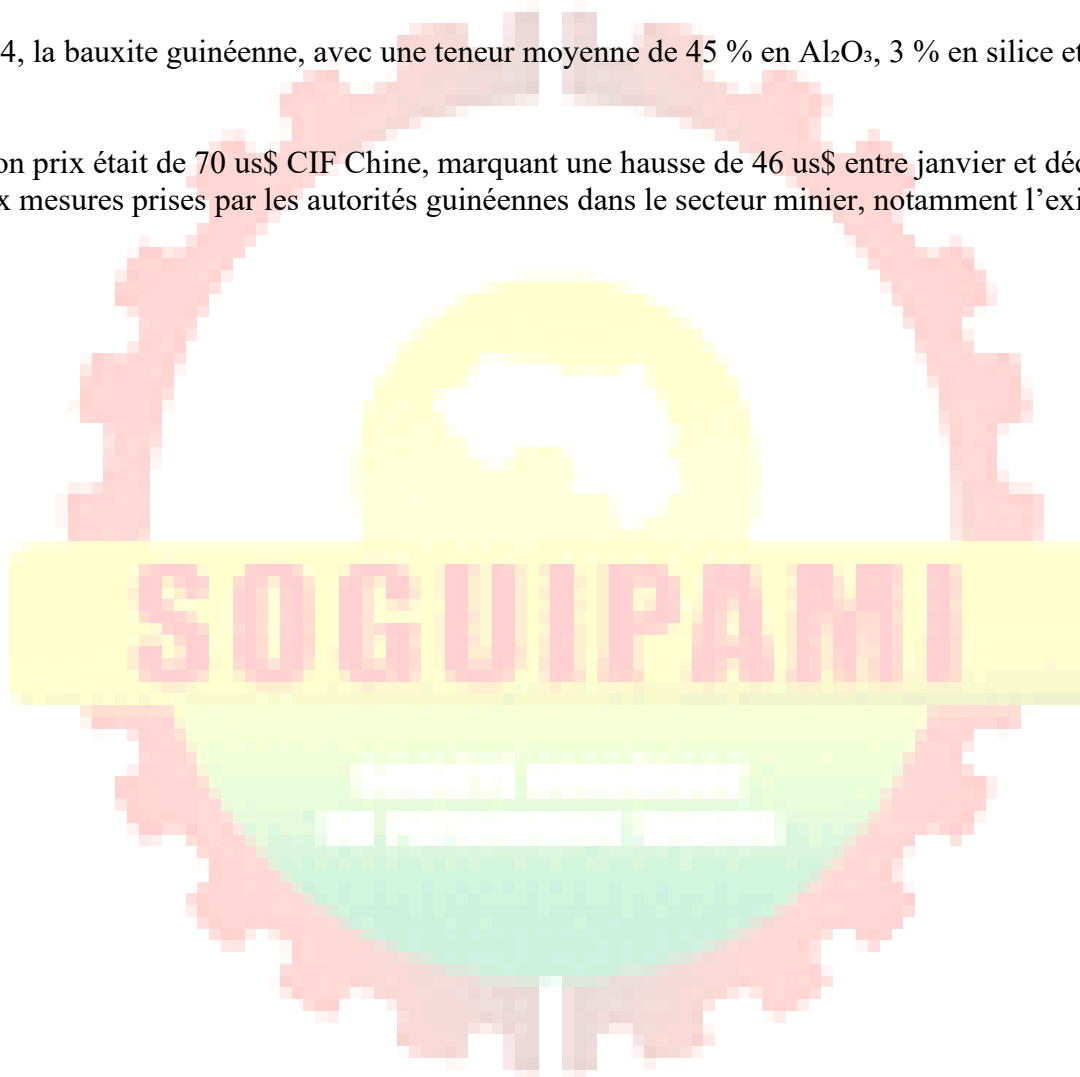 4, la bauxite guinéenne, avec une teneur moyenne de 45 % en Al₂O₃, 3 % en silice et
on prix était de 70 us$ CIF Chine, marquant une hausse de 46 us$ entre janvier et déc
x mesures prises par les autorités guinéennes dans le secteur minier, notamment l’exi
SOGUIPAMI